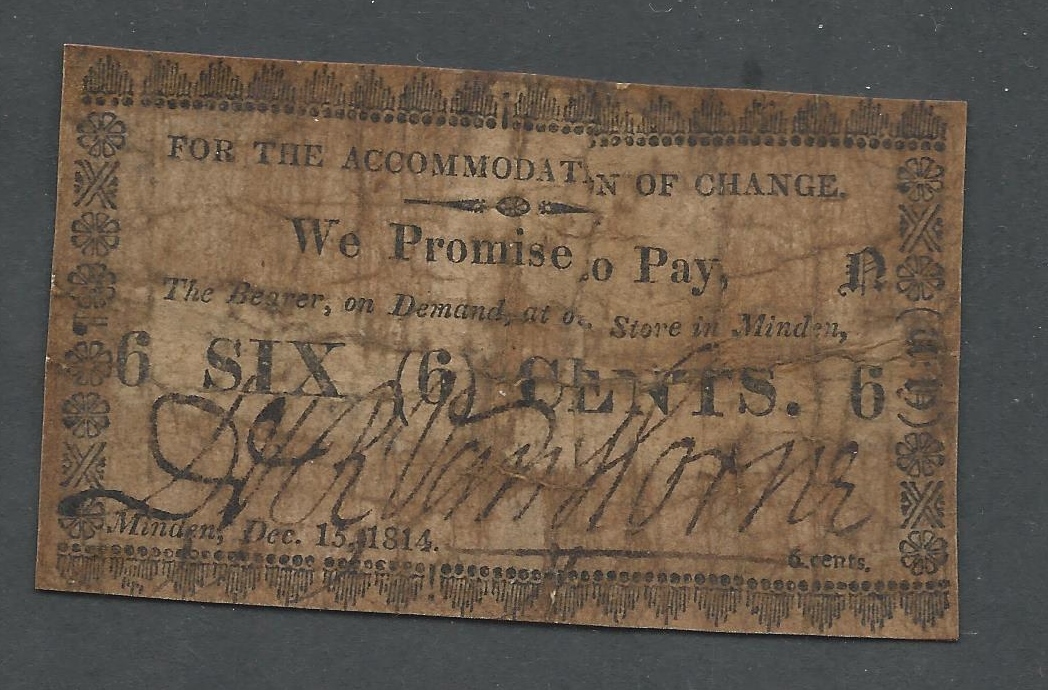 FOR THE ACCOMMODAT N OF CHANGE.
We Promise o Pay, N
The Bearer, on Demand, at o Store in Minden,
6 SIX (6) CENTS. 6
D & R Van Horne
Minden, Dec. 15, 1814. 6 cents.